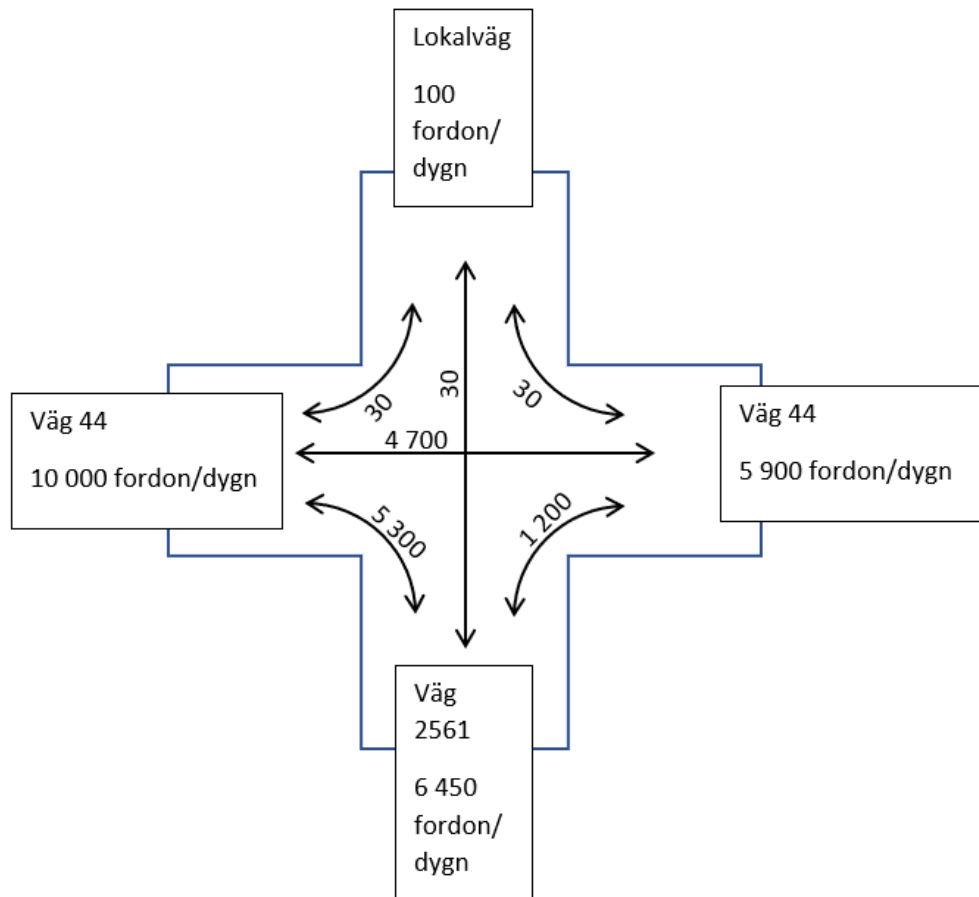 Lokalväg
100
fordon/
dygn
30
30
30
4 700
Väg 44
10 000 fordon/dygn
Väg 44
5 900 fordon/dygn
5 300
1 200
Väg
2561
6 450
fordon/
dygn